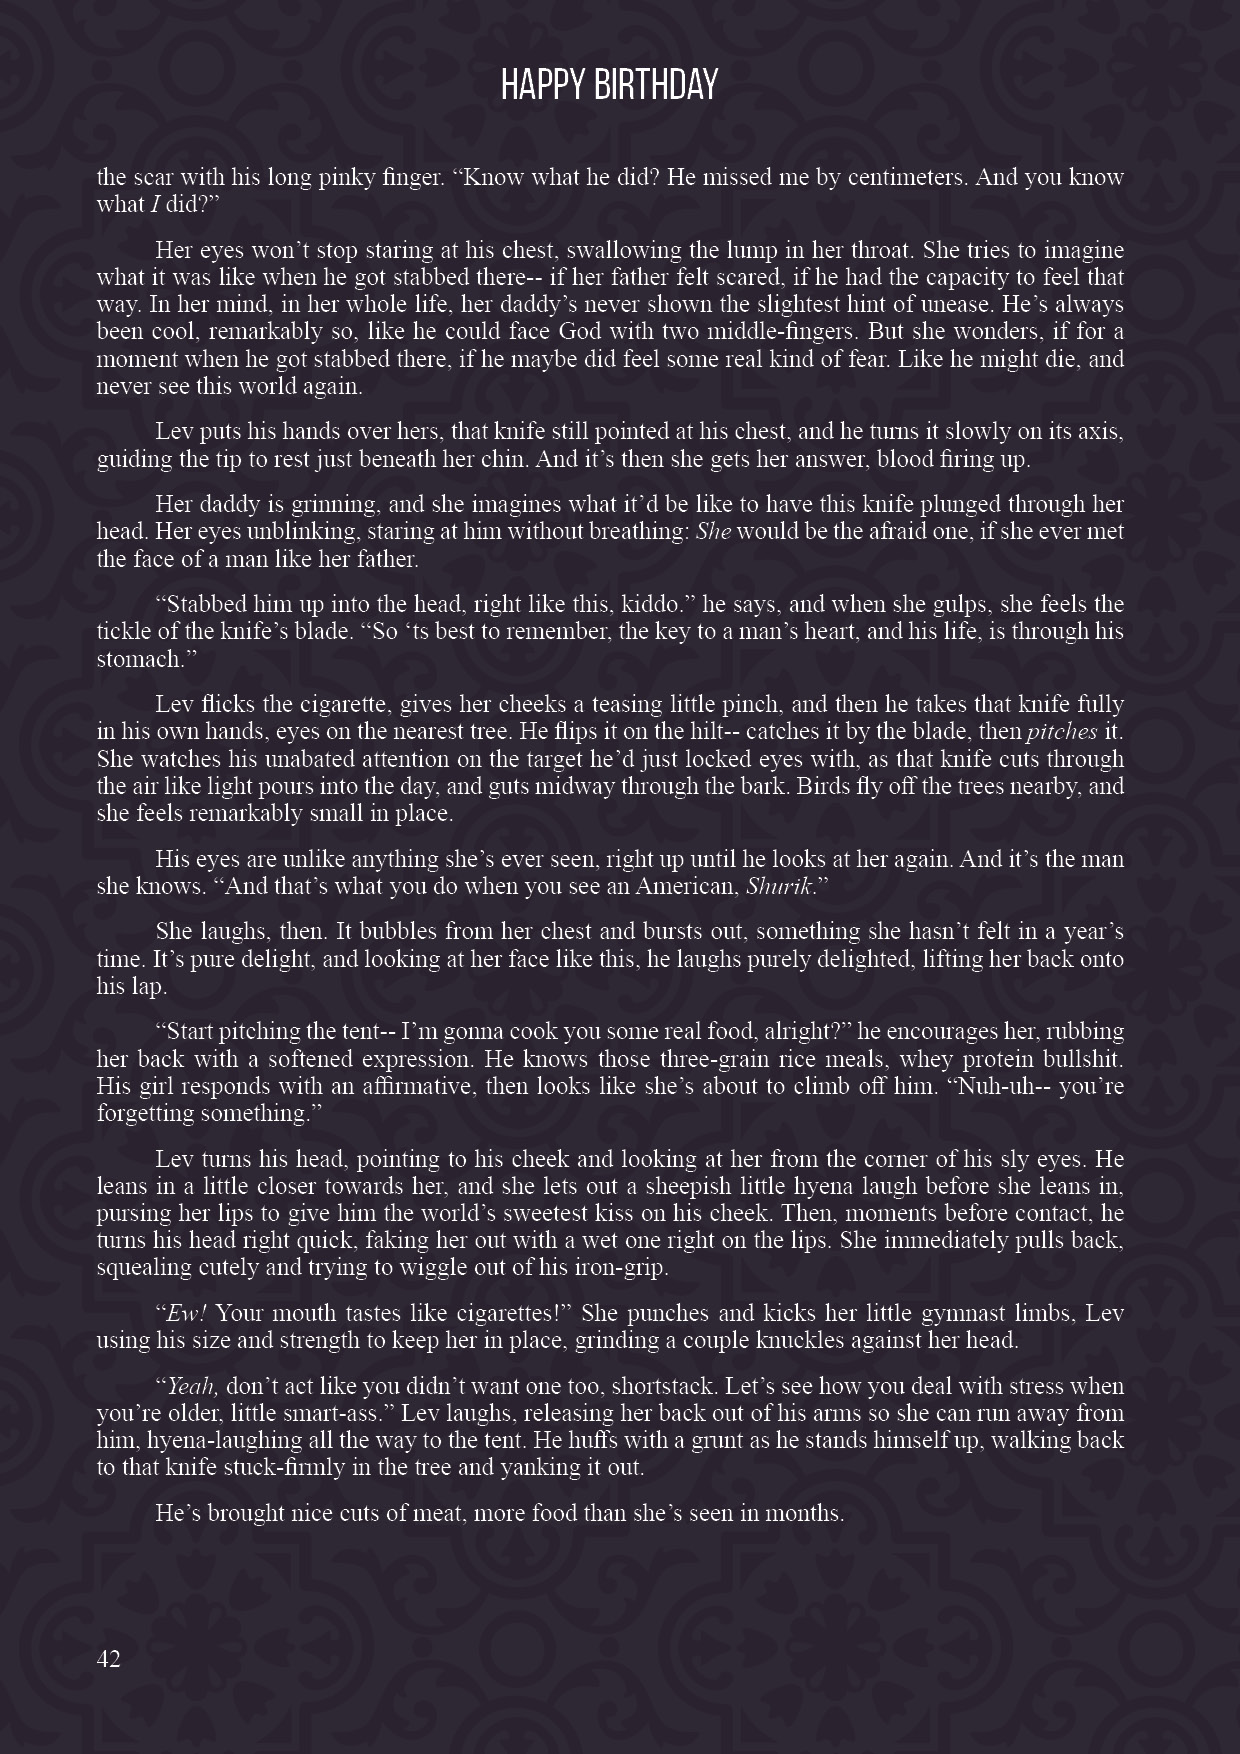 HAPPY BIRTHDAY
the scar with his long pinky finger. “Know what he did? He missed me by centimeters. And you know
what I did?”
Her eyes won’t stop staring at his chest, swallowing the lump in her throat. She tries to imagine
what it was like when he got stabbed there-- if her father felt scared, if he had the capacity to feel that
way. In her mind, in her whole life, her daddy’s never shown the slightest hint of unease. He’s always
been cool, remarkably so, like he could face God with two middle-fingers. But she wonders, if for a
moment when he got stabbed there, if he maybe did feel some real kind of fear. Like he might die, and
never see this world again.
Lev puts his hands over hers, that knife still pointed at his chest, and he turns it slowly on its axis,
guiding the tip to rest just beneath her chin. And it’s then she gets her answer, blood firing up.
Her daddy is grinning, and she imagines what it’d be like to have this knife plunged through her
head. Her eyes unblinking, staring at him without breathing: She would be the afraid one, if she ever met
the face of a man like her father.
“Stabbed him up into the head, right like this, kiddo.” he says, and when she gulps, she feels the
tickle of the knife’s blade. “So ‘ts best to remember, the key to a man’s heart, and his life, is through his
stomach.”
Lev flicks the cigarette, gives her cheeks a teasing little pinch, and then he takes that knife fully
in his own hands, eyes on the nearest tree. He flips it on the hilt-- catches it by the blade, then pitches it.
She watches his unabated attention on the target he’d just locked eyes with, as that knife cuts through
the air like light pours into the day, and guts midway through the bark. Birds fly off the trees nearby, and
she feels remarkably small in place.
His eyes are unlike anything she’s ever seen, right up until he looks at her again. And it’s the man
she knows. “And that’s what you do when you see an American, Shurik.”
She laughs, then. It bubbles from her chest and bursts out, something she hasn’t felt in a year’s
time. It’s pure delight, and looking at her face like this, he laughs purely delighted, lifting her back onto
his lap.
“Start pitching the tent-- I’m gonna cook you some real food, alright?” he encourages her, rubbing
her back with a softened expression. He knows those three-grain rice meals, whey protein bullshit.
His girl responds with an affirmative, then looks like she’s about to climb off him. “Nuh-uh-- you’re
forgetting something.”
Lev turns his head, pointing to his cheek and looking at her from the corner of his sly eyes. He
leans in a little closer towards her, and she lets out a sheepish little hyena laugh before she leans in,
pursing her lips to give him the world’s sweetest kiss on his cheek. Then, moments before contact, he
turns his head right quick, faking her out with a wet one right on the lips. She immediately pulls back,
squealing cutely and trying to wiggle out of his iron-grip.
“Ew! Your mouth tastes like cigarettes!” She punches and kicks her little gymnast limbs, Lev
using his size and strength to keep her in place, grinding a couple knuckles against her head.
“Yeah, don’t act like you didn’t want one too, shortstack. Let’s see how you deal with stress when
you’re older, little smart-ass.” Lev laughs, releasing her back out of his arms so she can run away from
him, hyena-laughing all the way to the tent. He huffs with a grunt as he stands himself up, walking back
to that knife stuck-firmly in the tree and yanking it out.
He’s brought nice cuts of meat, more food than she’s seen in months.
42